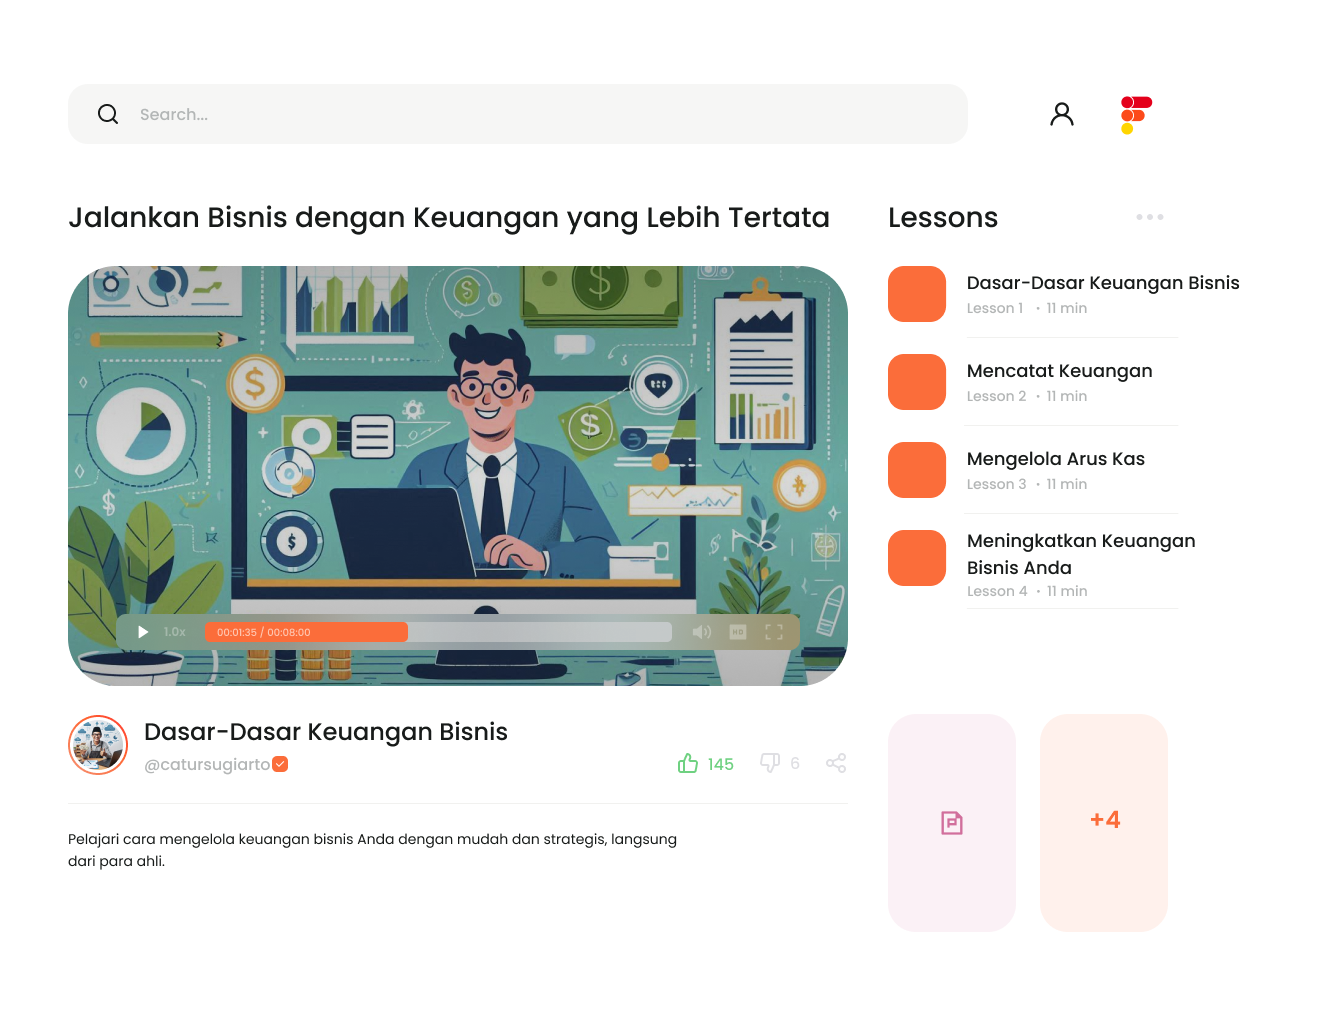 Search...
Jalankan Bisnis dengan Keuangan yang Lebih Tertata
1.0x
00:01:35 / 00:08:00
HD
Dasar-Dasar Keuangan Bisnis
@catursugiarto
145
6
Pelajari cara mengelola keuangan bisnis Anda dengan mudah dan strategis, langsung
dari para ahli.
Lessons
Dasar-Dasar Keuangan Bisnis
Lesson 1 • 11 min
Mencatat Keuangan
Lesson 2 • 11 min
Mengelola Arus Kas
Lesson 3 • 11 min
Meningkatkan Keuangan
Bisnis Anda
Lesson 4 • 11 min
+4